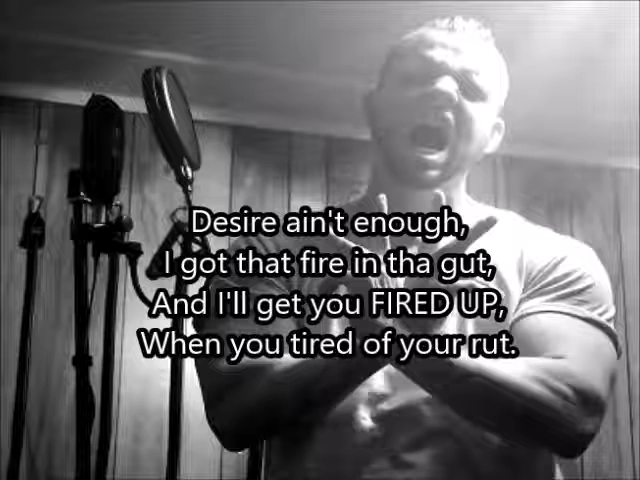 Desire ain't enough,
I got that fire in tha gut,
And I'll get you FIRED UP,
When you tired of your rut.